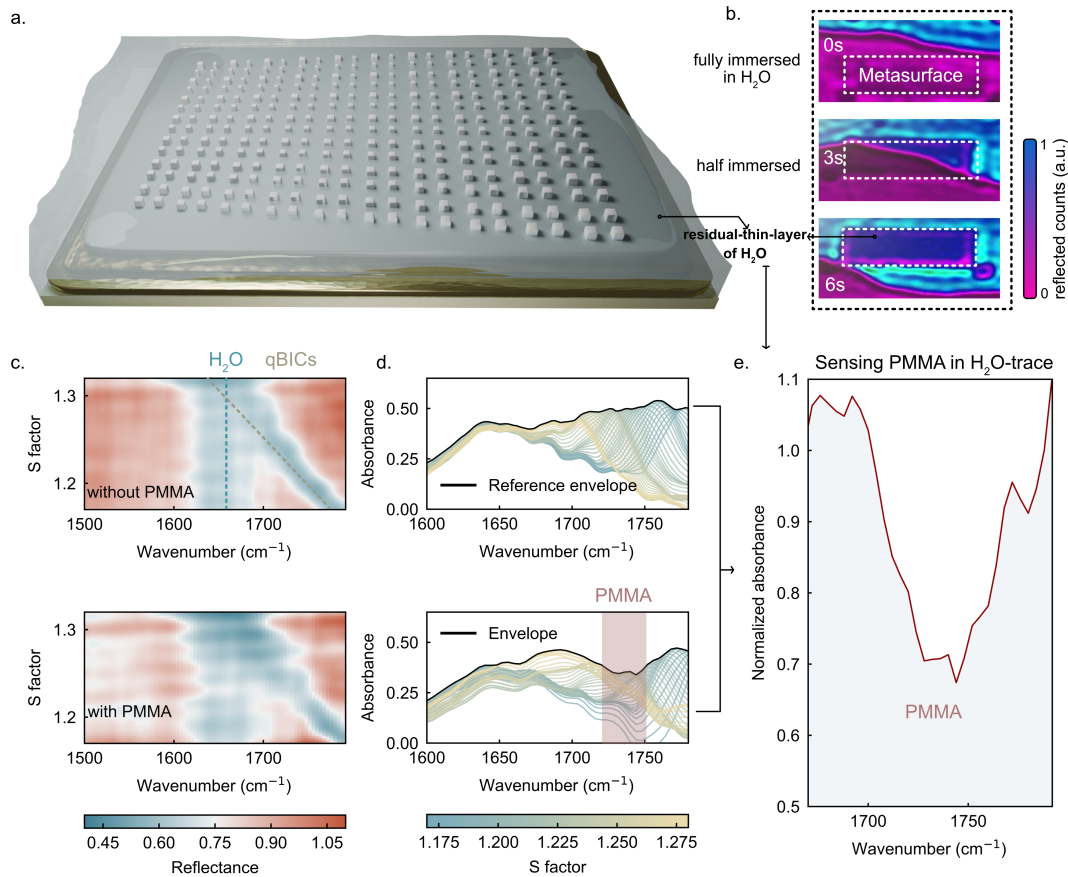 a.
b.
fully immersed
in H₂O
0s
Metasurface
half immersed
3s
residual-thin-layer
of H₂O
6s
1
0
reflected counts (a.u.)
c.
H₂O
qBICs
1.3
1.2
S factor
without PMMA
1500
1600
1700
Wavenumber (cm⁻¹)
1.3
1.2
S factor
with PMMA
1500
1600
1700
Wavenumber (cm⁻¹)
0.45
0.60
0.75
0.90
1.05
Reflectance
d.
0.50
0.25
0.00
Absorbance
Reference envelope
1600
1650
1700
1750
Wavenumber (cm⁻¹)
PMMA
0.50
0.25
0.00
Absorbance
Envelope
1600
1650
1700
1750
Wavenumber (cm⁻¹)
1.175
1.200
1.225
1.250
1.275
S factor
e.
Sensing PMMA in H₂O-trace
1.1
1.0
0.9
0.8
0.7
0.6
0.5
Normalized absorbance
PMMA
1700
1750
Wavenumber (cm⁻¹)